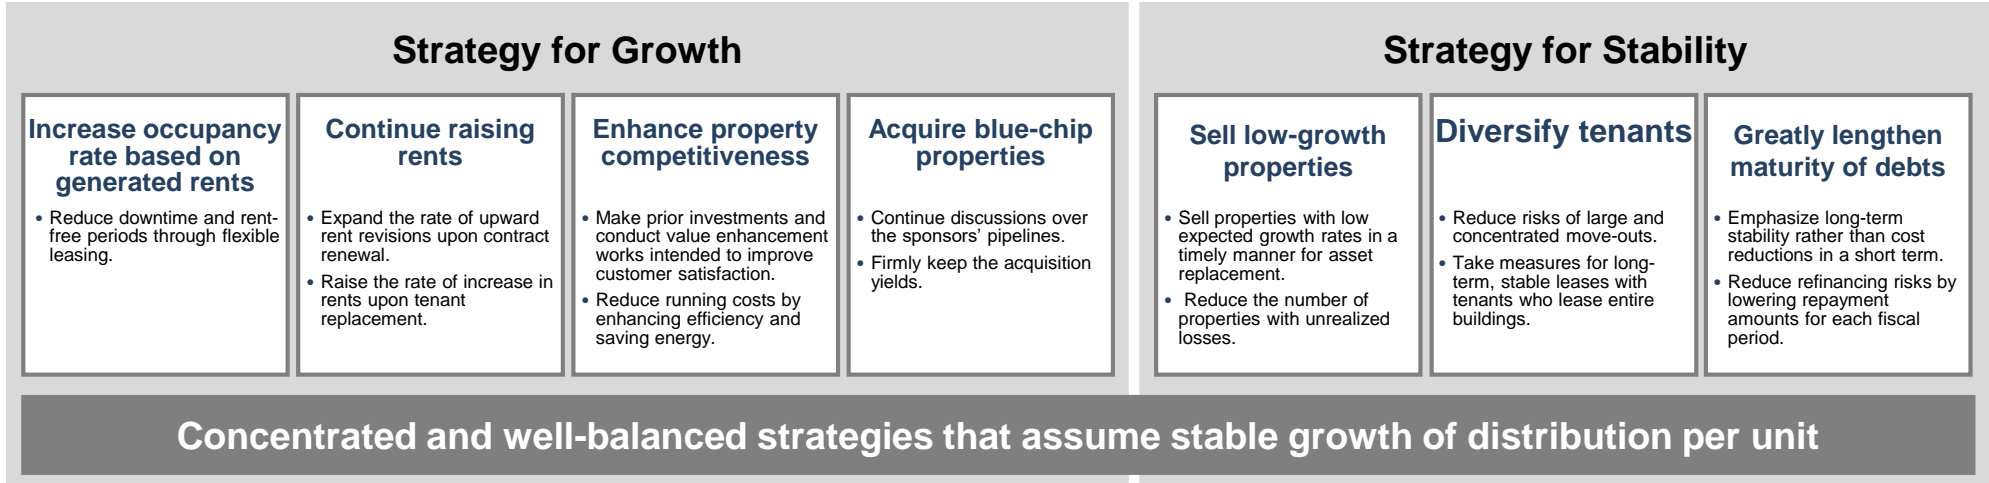 Strategy for Growth
Increase occupancy
rate based on
generated rents
• Reduce downtime and rent-
free periods through flexible
leasing.
Continue raising
rents
• Expand the rate of upward
rent revisions upon contract
renewal.
• Raise the rate of increase in
rents upon tenant
replacement.
Enhance property
competitiveness
• Make prior investments and
conduct value enhancement
works intended to improve
customer satisfaction.
• Reduce running costs by
enhancing efficiency and
saving energy.
Acquire blue-chip
properties
• Continue discussions over
the sponsors’ pipelines.
• Firmly keep the acquisition
yields.
Strategy for Stability
Sell low-growth
properties
• Sell properties with low
expected growth rates in a
timely manner for asset
replacement.
• Reduce the number of
properties with unrealized
losses.
Diversify tenants
• Reduce risks of large and
concentrated move-outs.
• Take measures for long-
term, stable leases with
tenants who lease entire
buildings.
Greatly lengthen
maturity of debts
• Emphasize long-term
stability rather than cost
reductions in a short term.
• Reduce refinancing risks by
lowering repayment
amounts for each fiscal
period.
Concentrated and well-balanced strategies that assume stable growth of distribution per unit